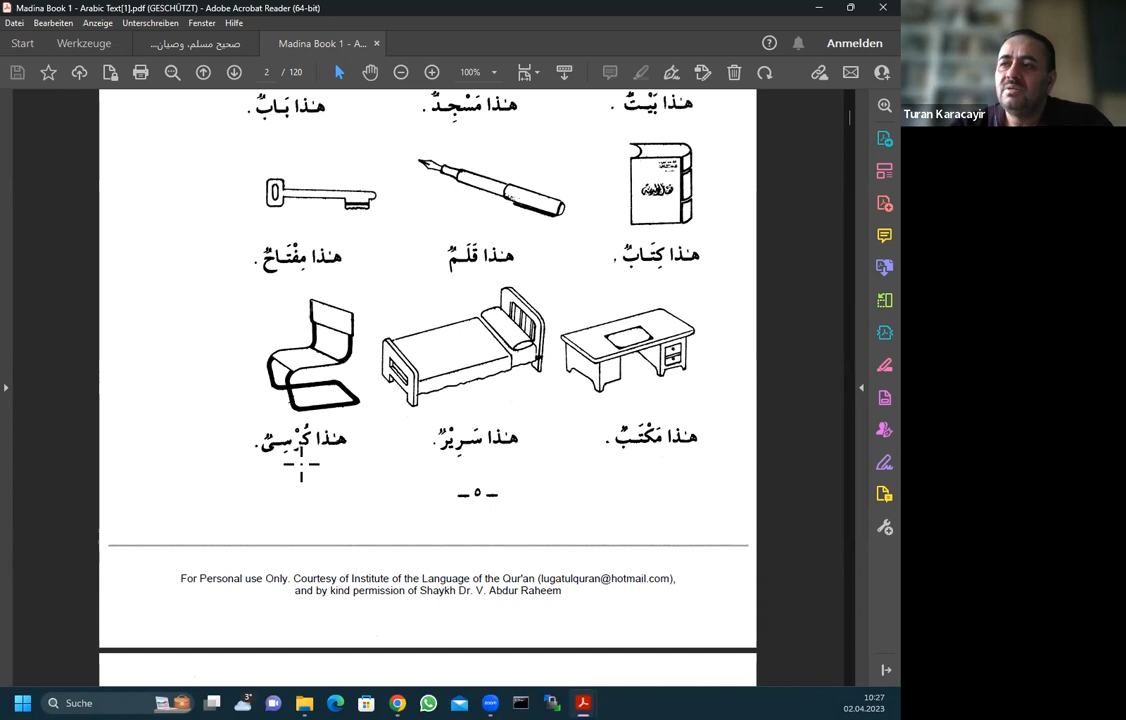 Madina Book 1 - Arabic Text[1].pdf (GESCHÜTZT) - Adobe Acrobat Reader (64-bit)
Datei Bearbeiten Anzeige Unterschreiben Fenster Hilfe
Start Werkzeuge صحيح مسلم، وصيان... Madina Book 1 - A... × Anmelden
2 / 120 100%
Turan Karacayir
هٰذا بَيْتٌ . هٰذا مَسْجِدٌ . هٰذا بَابٌ .
هٰذا كِتَابٌ . هٰذا قَلَمٌ هٰذا مِفْتَاحٌ .
هٰذا مَكْتَبٌ . هٰذا سَرِيْرٌ . هٰذا كُرْسِىٌّ .
– ٥ –
For Personal use Only. Courtesy of Institute of the Language of the Qur'an (lugatulquran@hotmail.com),
and by kind permission of Shaykh Dr. V. Abdur Raheem
Suche 3° zoom 10:27
02.04.2023